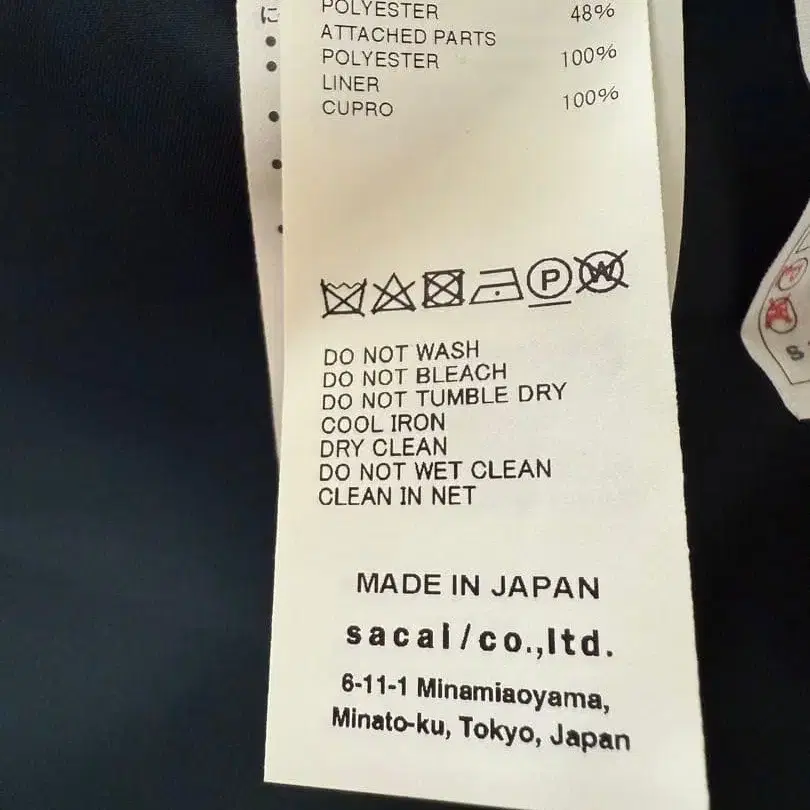 に
POLYESTER 48%
ATTACHED PARTS
POLYESTER 100%
LINER
CUPRO 100%
P
W
DO NOT WASH
DO NOT BLEACH
DO NOT TUMBLE DRY
COOL IRON
DRY CLEAN
DO NOT WET CLEAN
CLEAN IN NET
MADE IN JAPAN
sacai/co.,ltd.
6-11-1 Minamiaoyama,
Minato-ku, Tokyo, Japan
S